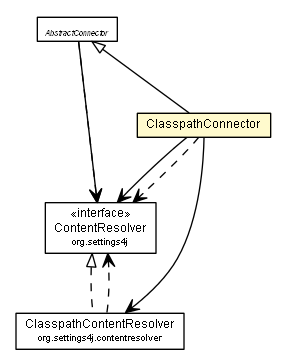 AbstractConnector
ClasspathConnector
«interface»
ContentResolver
org.settings4j
ClasspathContentResolver
org.settings4j.contentresolver